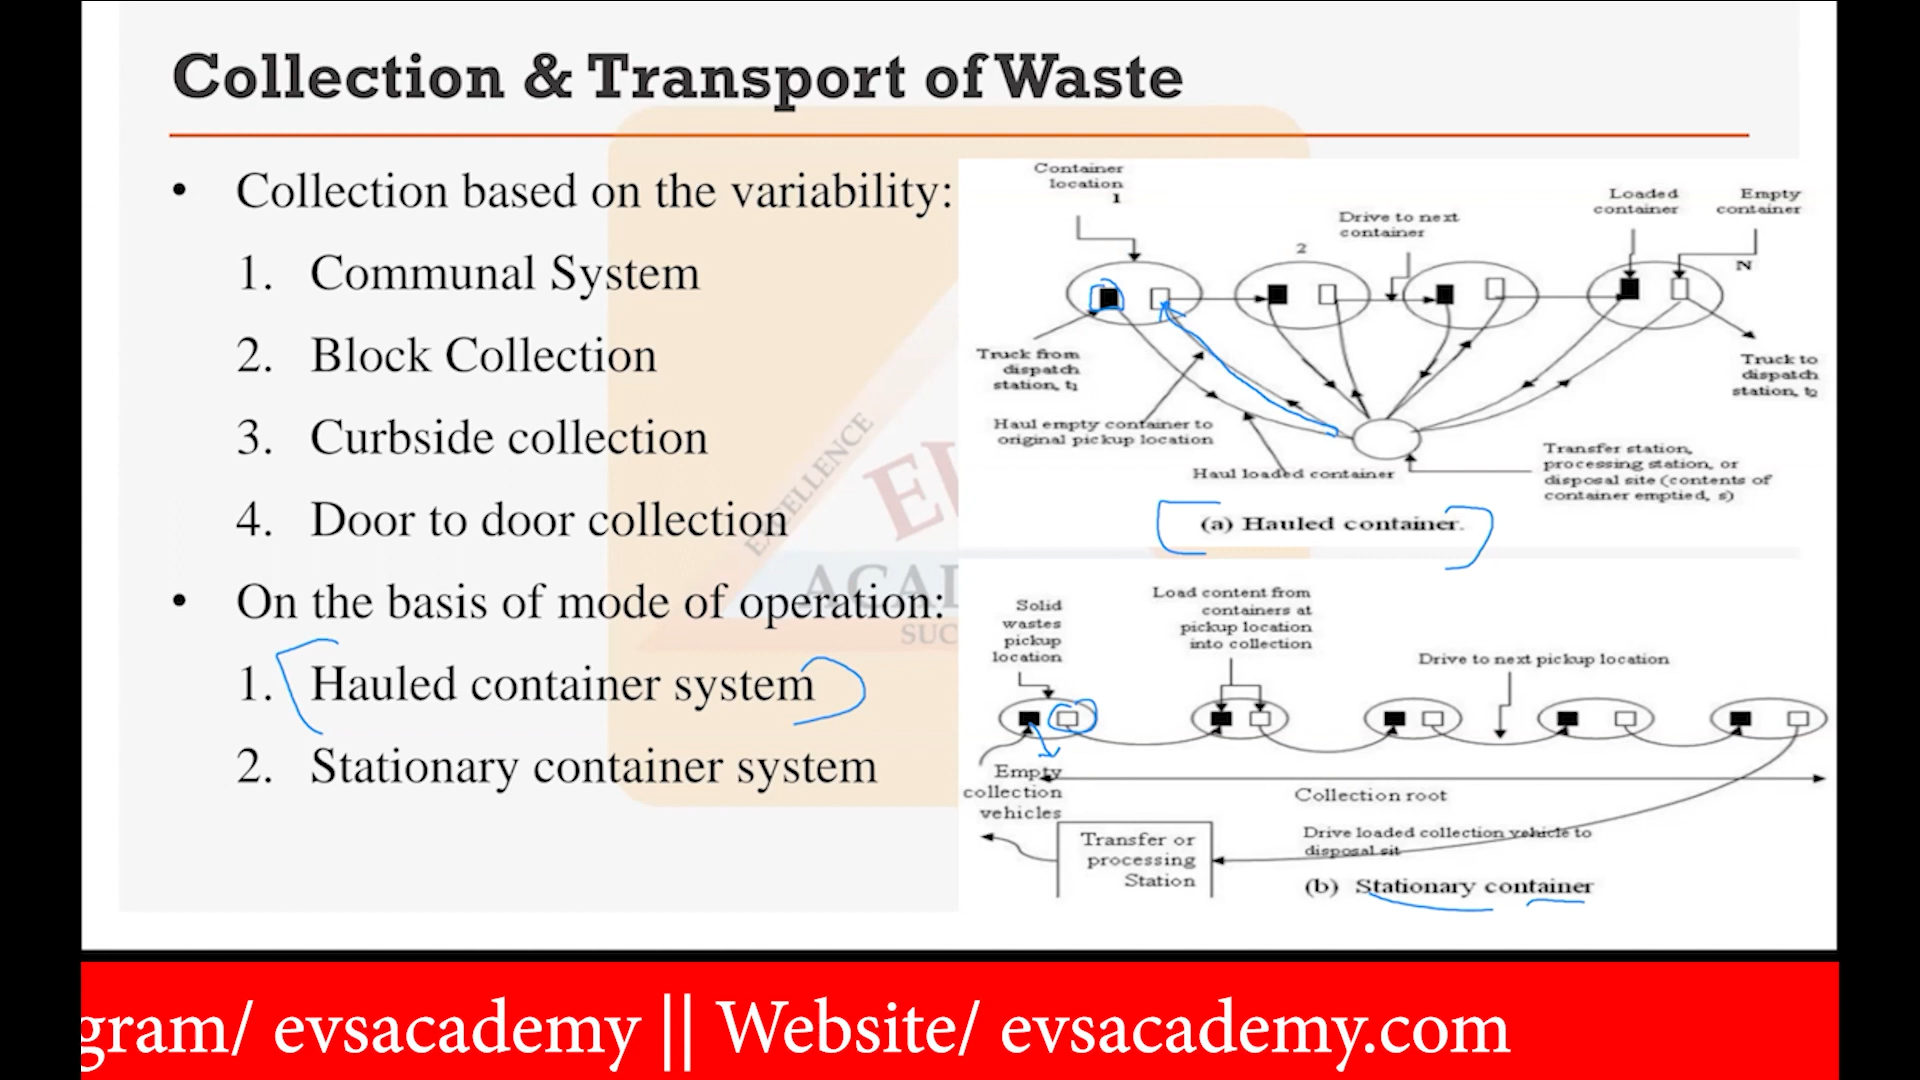 Collection & Transport of Waste
• Collection based on the variability:
1. Communal System
2. Block Collection
3. Curbside collection
4. Door to door collection
• On the basis of mode of operation:
1. Hauled container system
2. Stationary container system
EXCELLENCE
Container
location
1
2
Drive to next
container
Loaded
container
Empty
container
N
Truck from
dispatch
station, t₁
Truck to
dispatch
station, t₂
Haul empty container to
original pickup location
Haul loaded container
Transfer station,
processing station, or
disposal site (contents of
container emptied, s)
(a) Hauled container.
Solid
wastes
pickup
location
Load content from
containers at
pickup location
into collection
Drive to next pickup location
Empty
collection
vehicles
Collection root
Transfer or
processing
Station
Drive loaded collection vehicle to
disposal sit
(b) Stationary container
gram/ evsacademy || Website/ evsacademy.com